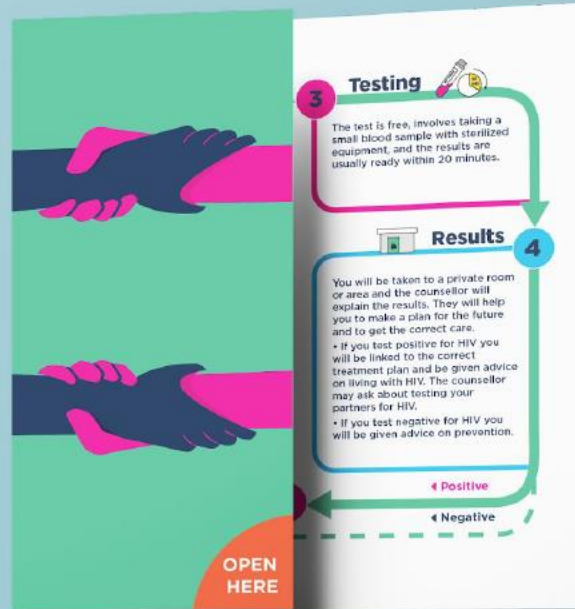 3
Testing
The test is free, involves taking a
small blood sample with sterilized
equipment, and the results are
usually ready within 20 minutes.
Results
4
You will be taken to a private room
or area and the counsellor will
explain the results. They will help
you to make a plan for the future
and to get the correct care.
• If you test positive for HIV you
will be linked to the correct
treatment plan and be given advice
on living with HIV. The counsellor
may ask about testing your
partners for HIV.
• If you test negative for HIV you
will be given advice on prevention.
Positive
Negative
OPEN
HERE